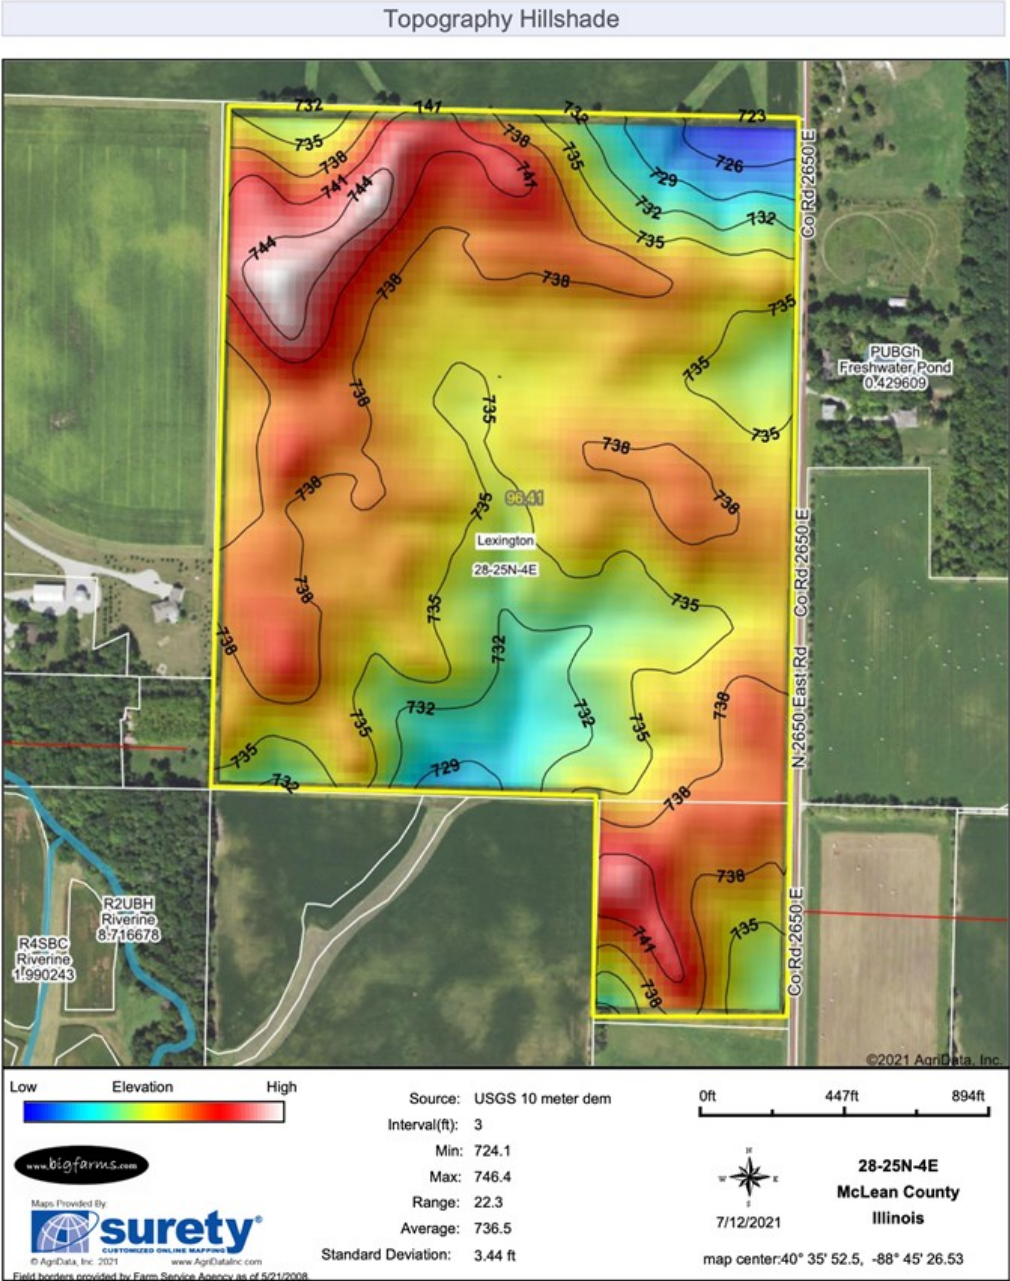 Topography Hillshade
732
741
732
723
735
738
738
735
726
741
744
741
729
732
732
744
735
738
738
735
735
735
738
735
738
735
738
738
735
96.41
Lexington
28-25N-4E
738
735
735
738
732
738
732
735
732
735
738
735
729
732
738
738
735
741
738
Co Rd 2650 E
Co Rd 2650 E
N 2650 East Rd
Co Rd 2650 E
PUBGh
Freshwater Pond
0.429609
R2UBH
Riverine
8.716678
R4SBC
Riverine
1.990243
©2021 AgriData, Inc.
Low Elevation High
www.bigfarms.com
Maps Provided By:
surety®
CUSTOMIZED ONLINE MAPPING
© AgriData, Inc. 2021 www.AgriDataInc.com
Field borders provided by Farm Service Agency as of 5/21/2008.
Source: USGS 10 meter dem
Interval(ft): 3
Min: 724.1
Max: 746.4
Range: 22.3
Average: 736.5
Standard Deviation: 3.44 ft
0ft 447ft 894ft
N
W E
S
7/12/2021
28-25N-4E
McLean County
Illinois
map center:40° 35' 52.5, -88° 45' 26.53